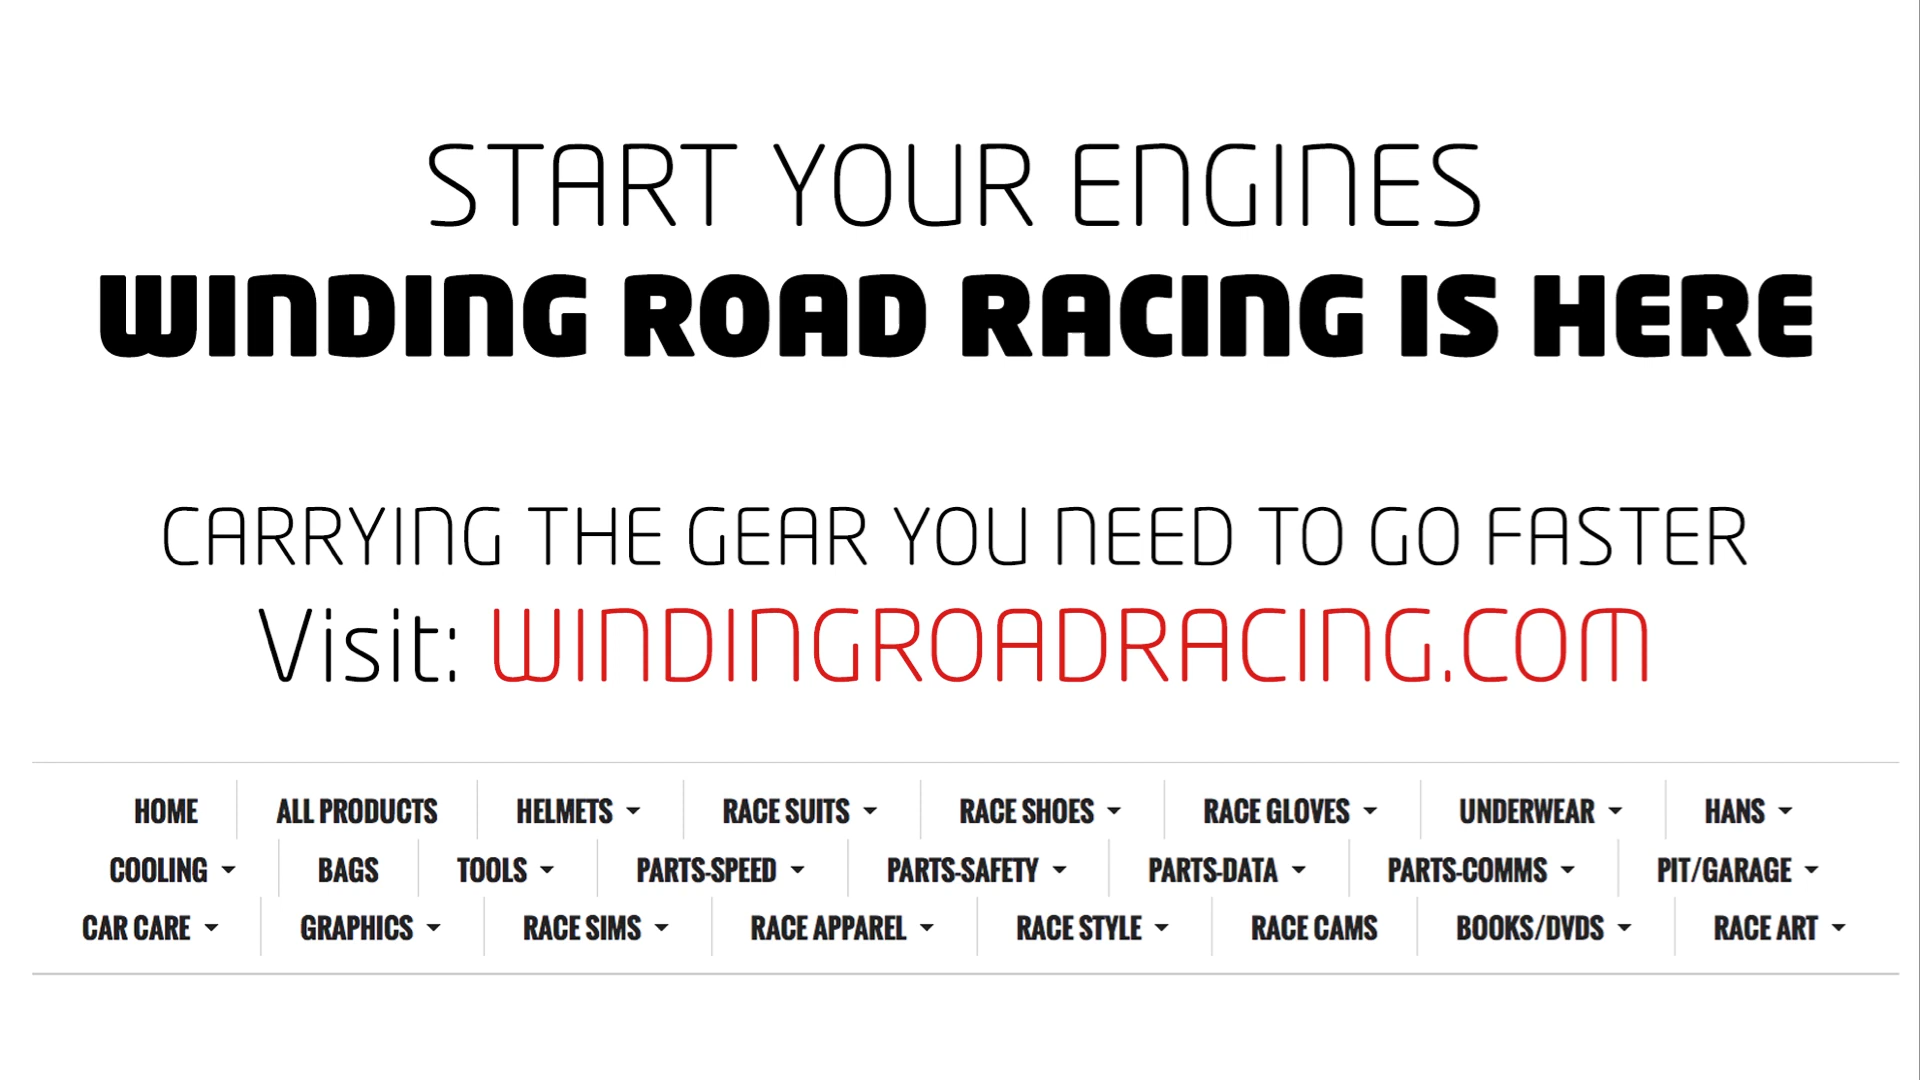 START YOUR ENGINES
WINDING ROAD RACING IS HERE
CARRYING THE GEAR YOU NEED TO GO FASTER
Visit: WINDINGROADRACING.COM
HOME ALL PRODUCTS HELMETS RACE SUITS RACE SHOES RACE GLOVES UNDERWEAR HANS
COOLING BAGS TOOLS PARTS-SPEED PARTS-SAFETY PARTS-DATA PARTS-COMMS PIT/GARAGE
CAR CARE GRAPHICS RACE SIMS RACE APPAREL RACE STYLE RACE CAMS BOOKS/DVDS RACE ART